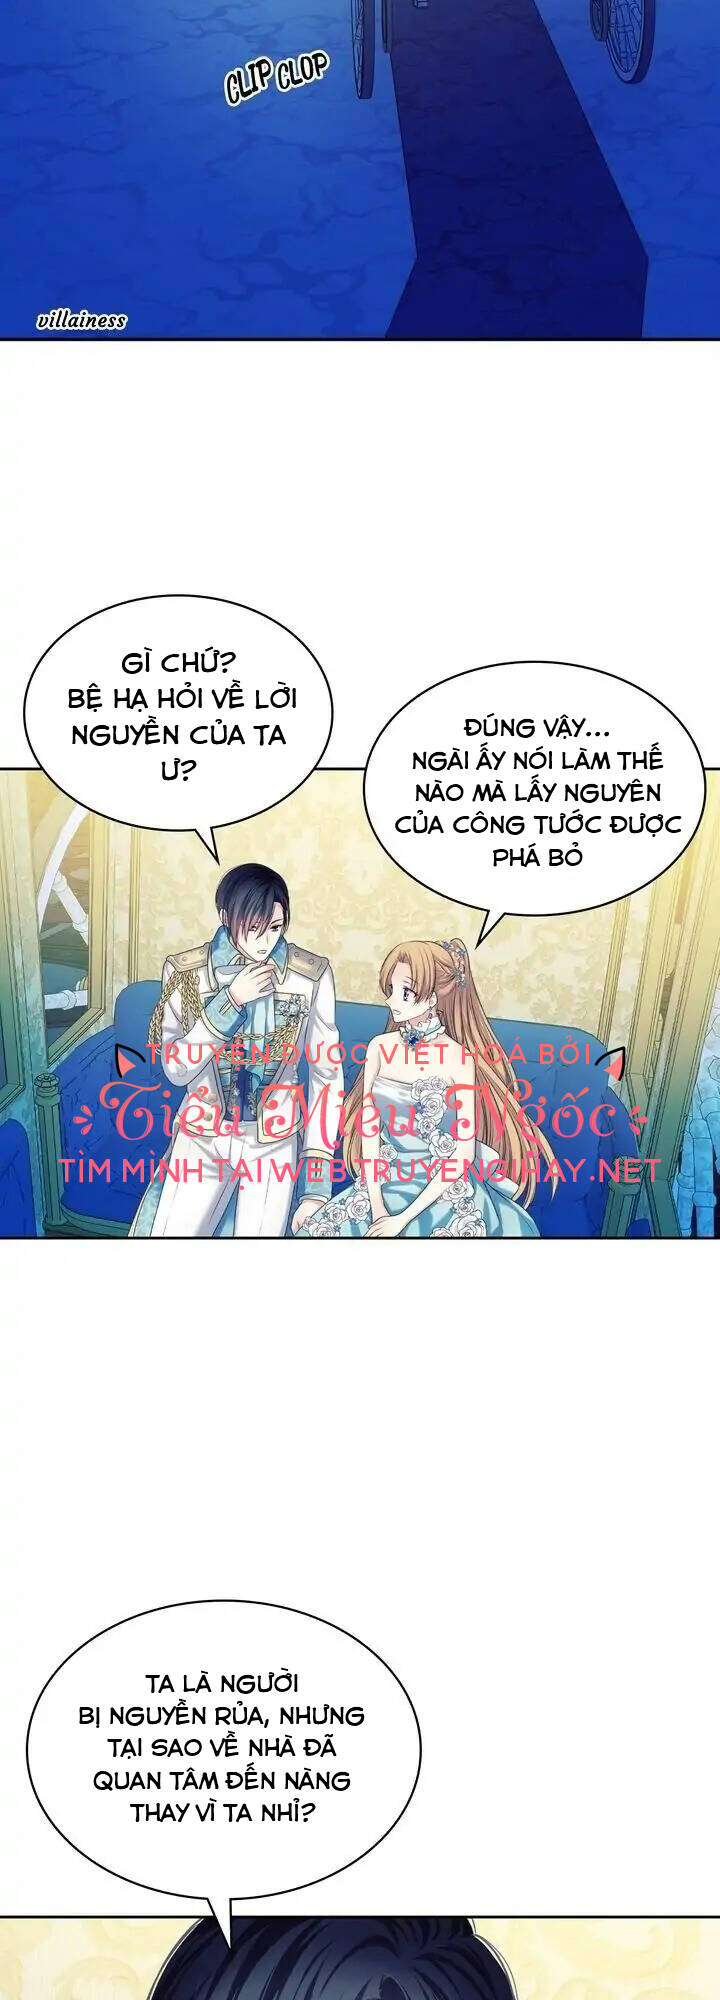 CLIP CLOP
villainess
GÌ CHỨ?
BỆ HẠ HỎI VỀ LỜI
NGUYỀN CỦA TA
Ư?
ĐÚNG VẬY...
NGÀI ẤY NÓI LÀM THẾ
NÀO MÀ LẤY NGUYÊN
CỦA CÔNG TƯỚC ĐƯỢC
PHÁ BỎ
TRUYỆN ĐƯỢC VIỆT HOÁ BỞI
Tiểu Miêu Ngốc
TÌM MÌNH TẠI WEB TRUYENGIHAY.NET
TA LÀ NGƯỜI
BỊ NGUYỀN RỦA, NHƯNG
TẠI SAO VỀ NHÀ ĐÃ
QUAN TÂM ĐẾN NÀNG
THAY VÌ TA NHỈ?